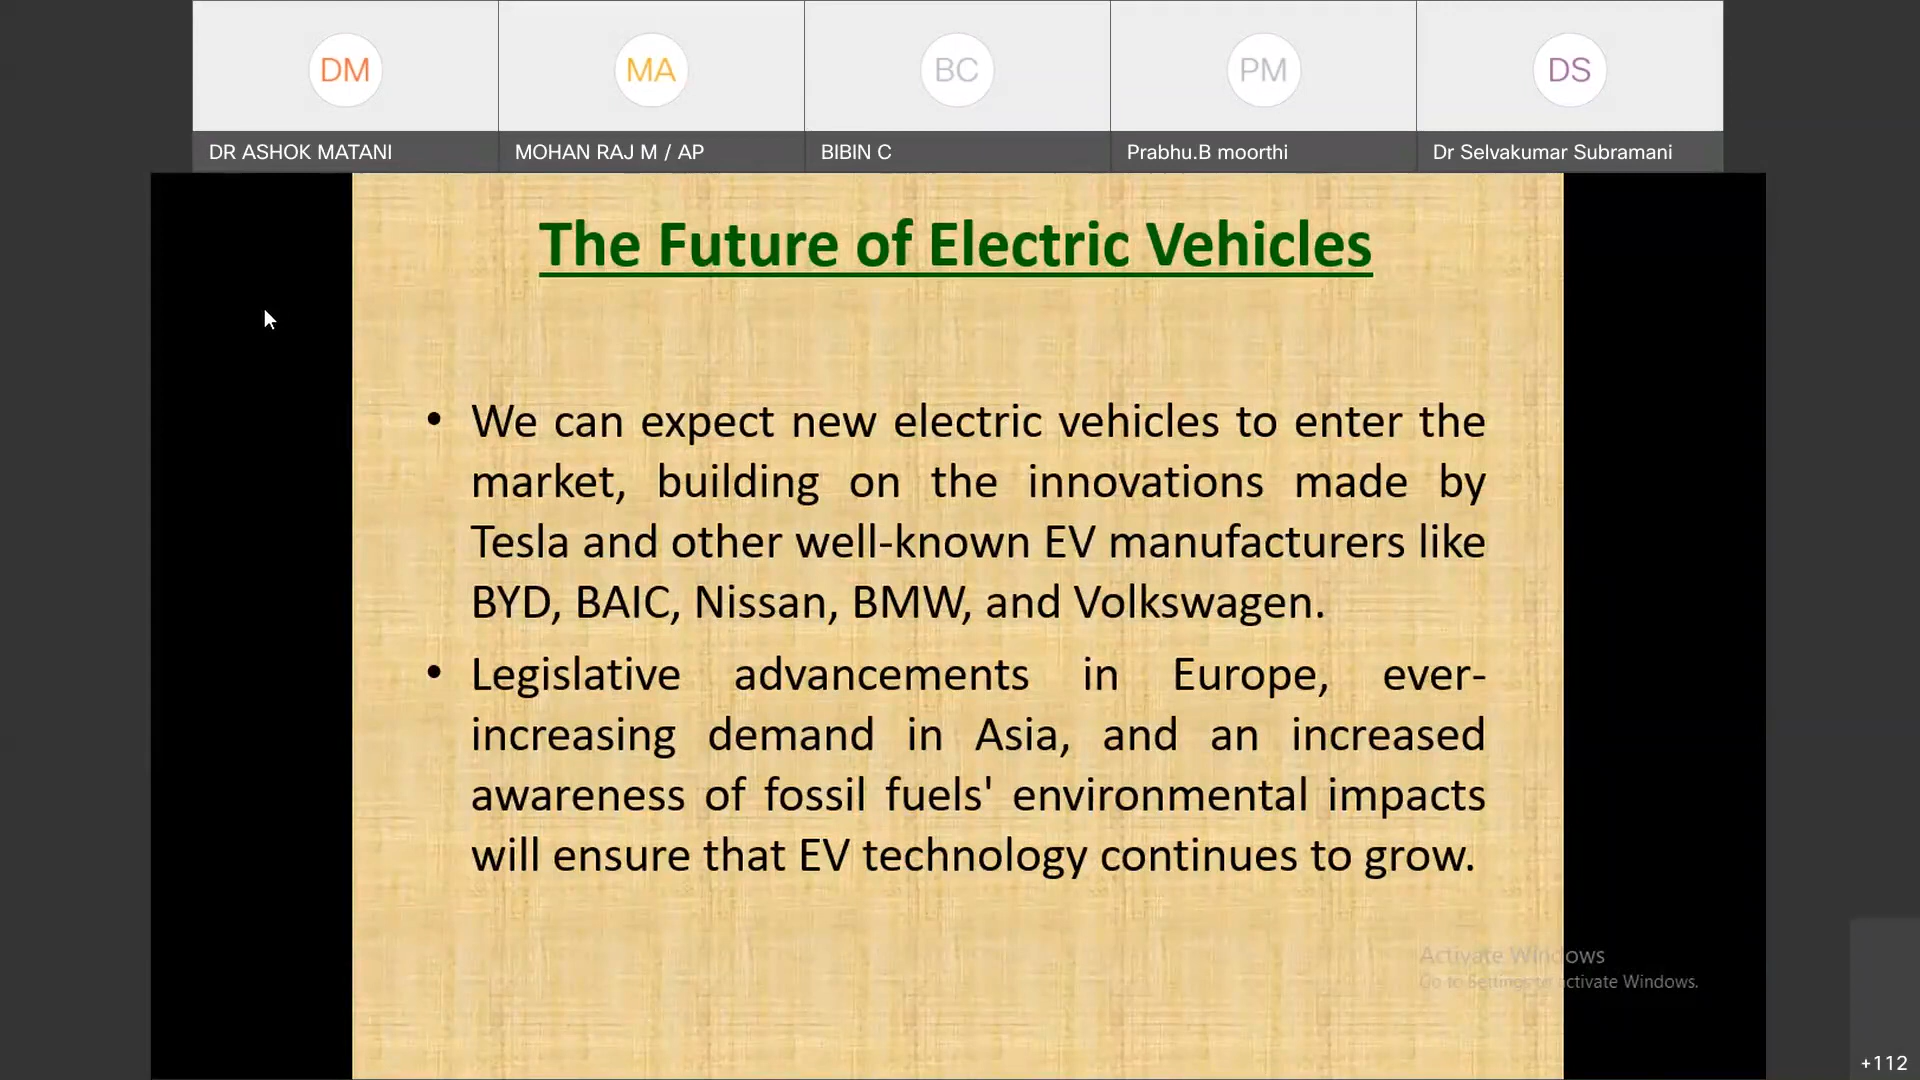 DM
MA
BC
PM
DS
DR ASHOK MATANI
MOHAN RAJ M / AP
BIBIN C
Prabhu.B moorthi
Dr Selvakumar Subramani
The Future of Electric Vehicles
• We can expect new electric vehicles to enter the
market, building on the innovations made by
Tesla and other well-known EV manufacturers like
BYD, BAIC, Nissan, BMW, and Volkswagen.
• Legislative advancements in Europe, ever-
increasing demand in Asia, and an increased
awareness of fossil fuels' environmental impacts
will ensure that EV technology continues to grow.
Activate Windows
Go to Settings to activate Windows.
+112